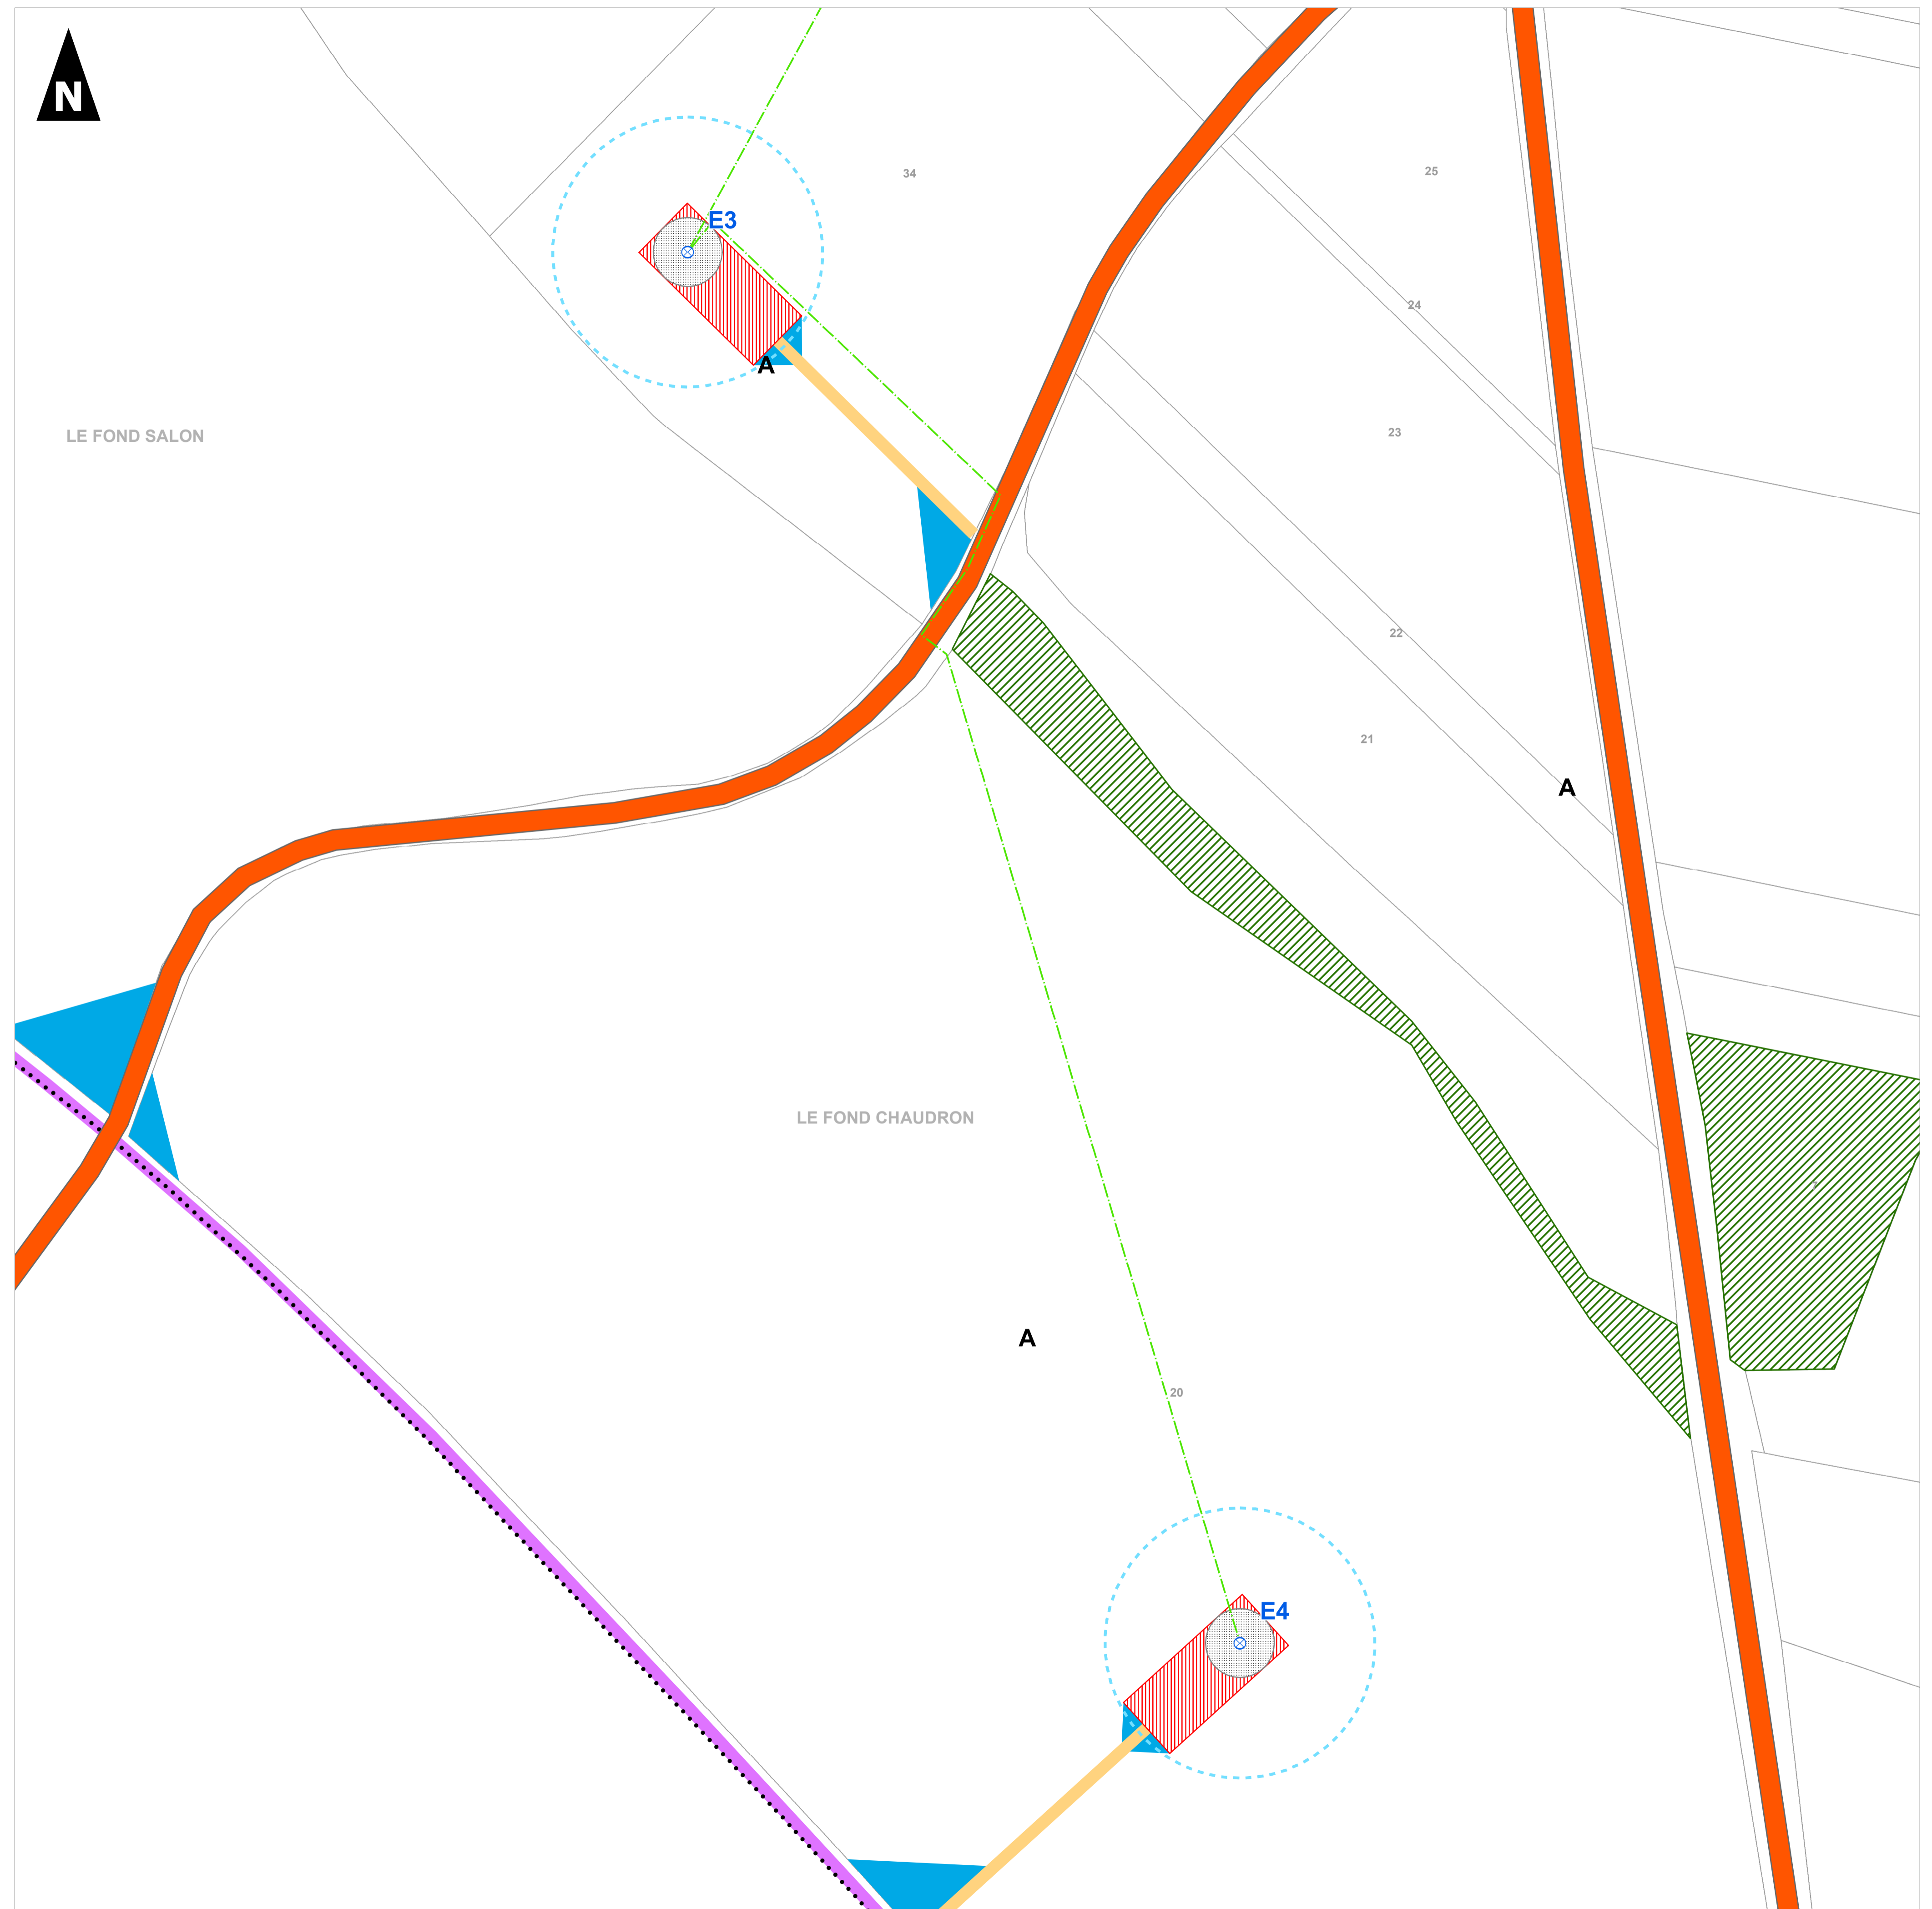 N
34
25
E3
24
A
23
LE FOND SALON
22
21
A
LE FOND CHAUDRON
A
20
E4